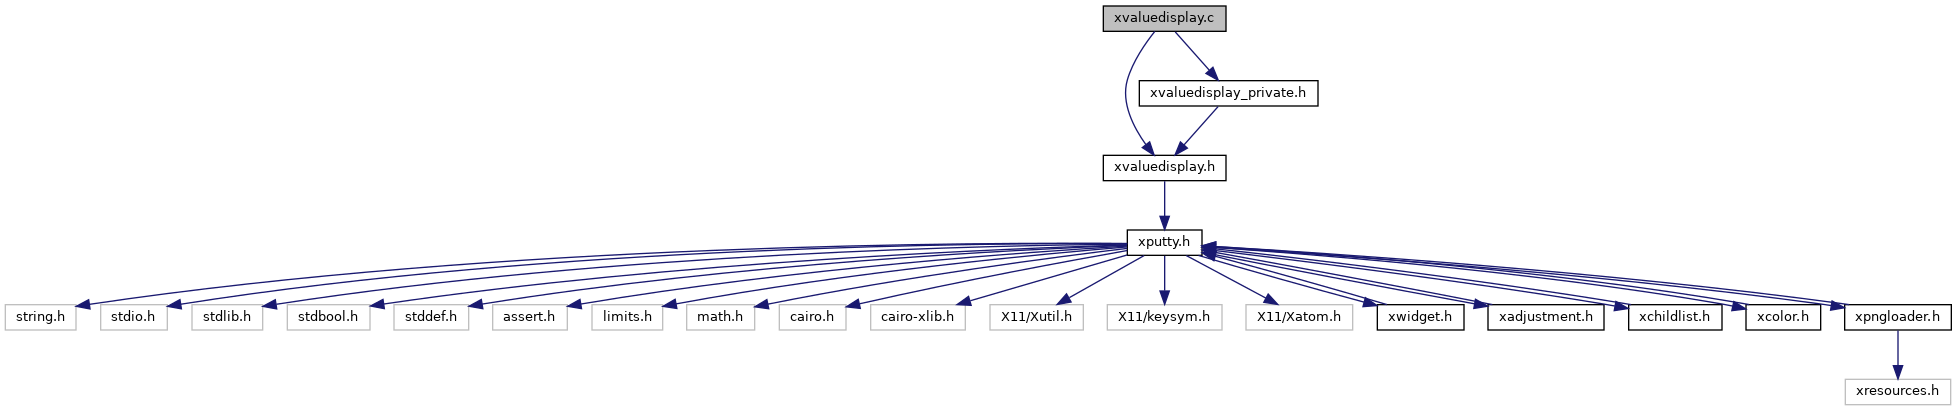 xvaluedisplay.c
xvaluedisplay_private.h
xvaluedisplay.h
xputty.h
string.h
stdio.h
stdlib.h
stdbool.h
stddef.h
assert.h
limits.h
math.h
cairo.h
cairo-xlib.h
X11/Xutil.h
X11/keysym.h
X11/Xatom.h
xwidget.h
xadjustment.h
xchildlist.h
xcolor.h
xpngloader.h
xresources.h